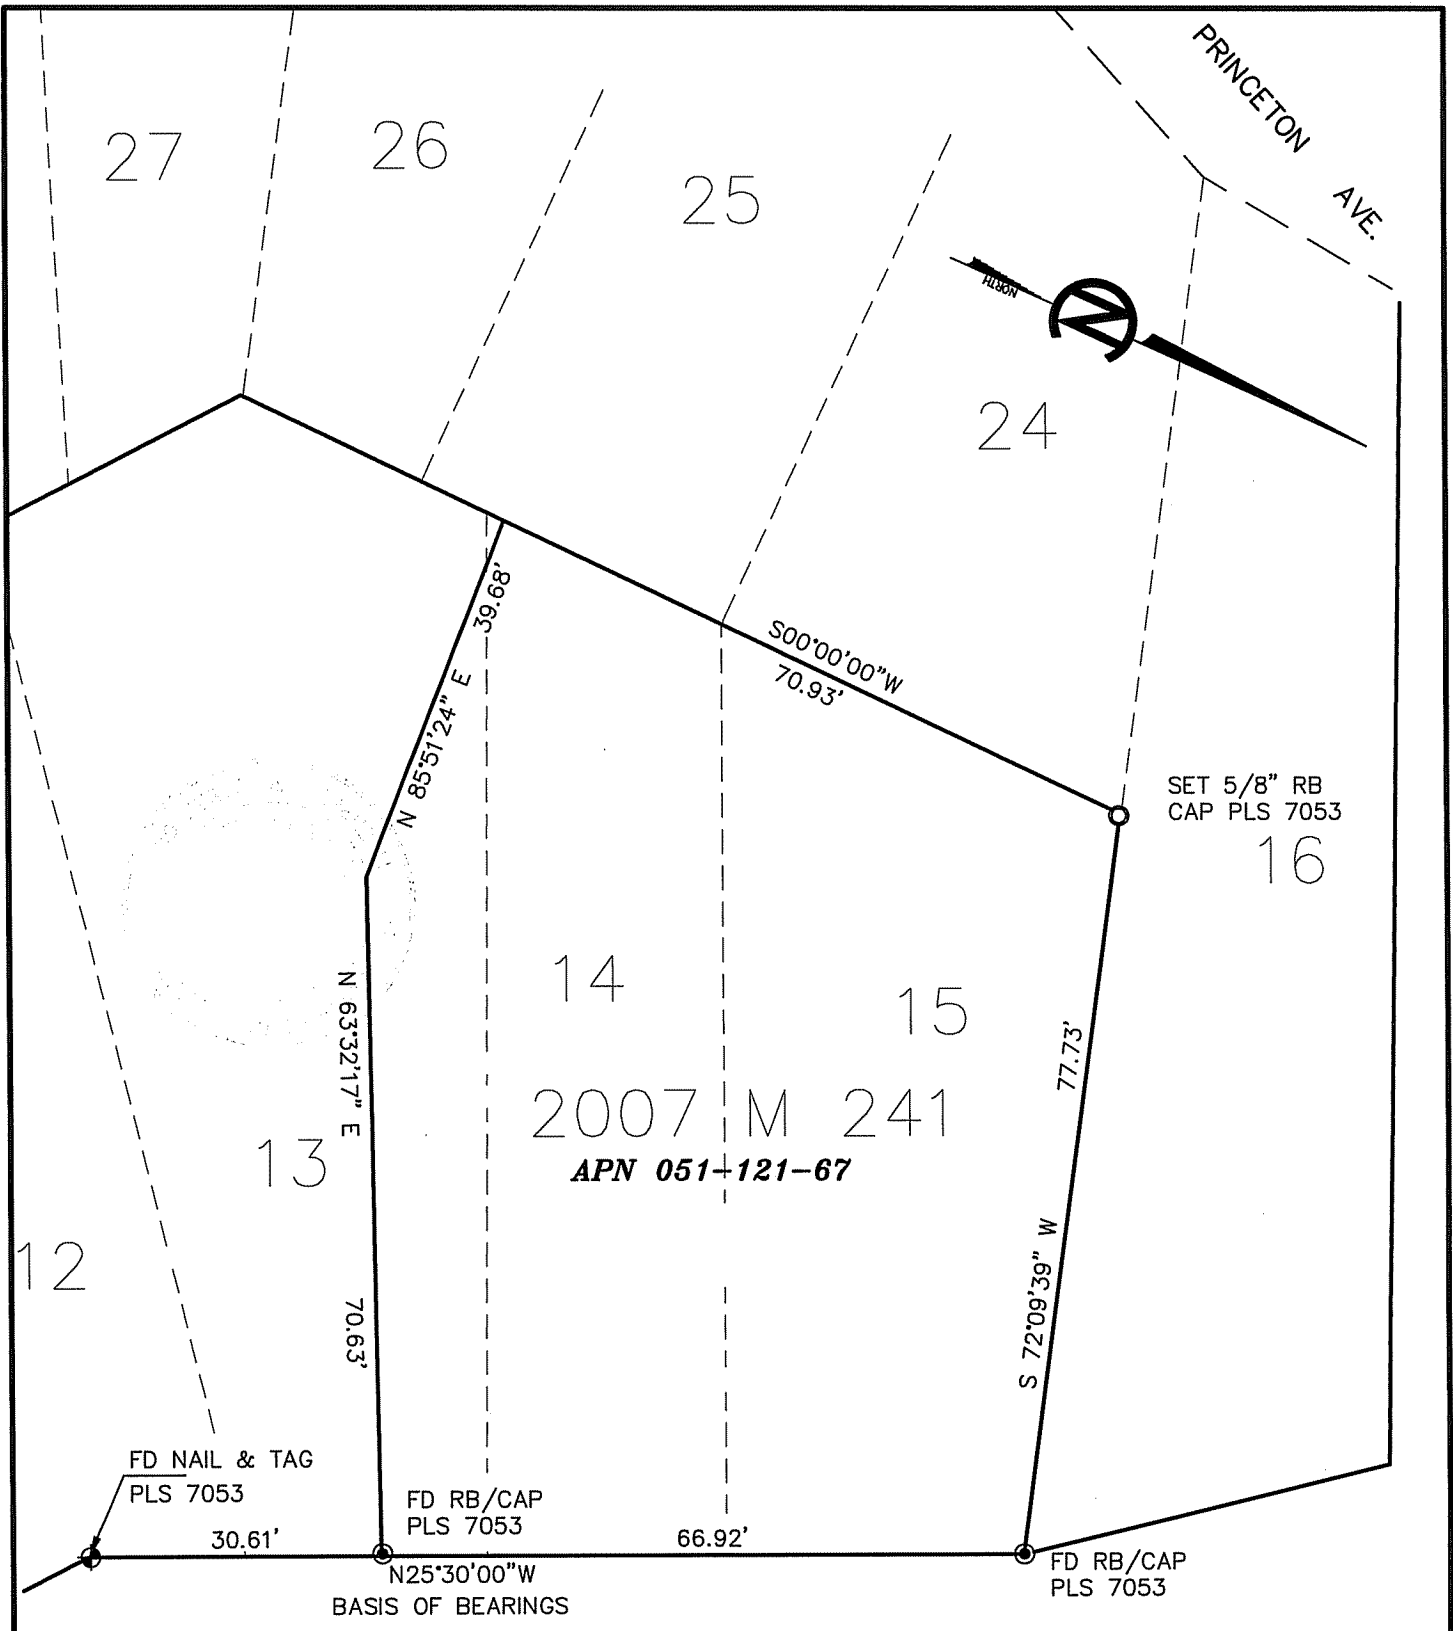 PRINCETON AVE.
27
26
25
NORTH
N
24
39.68'
N 85°51'24" E
S00°00'00"W
70.93'
SET 5/8" RB
CAP PLS 7053
16
N 63°32'17" E
14
15
77.73'
2007 M 241
APN 051-121-67
13
12
S 72°09'39" W
70.63'
FD NAIL & TAG
PLS 7053
FD RB/CAP
PLS 7053
30.61'
66.92'
N25°30'00"W
BASIS OF BEARINGS
FD RB/CAP
PLS 7053